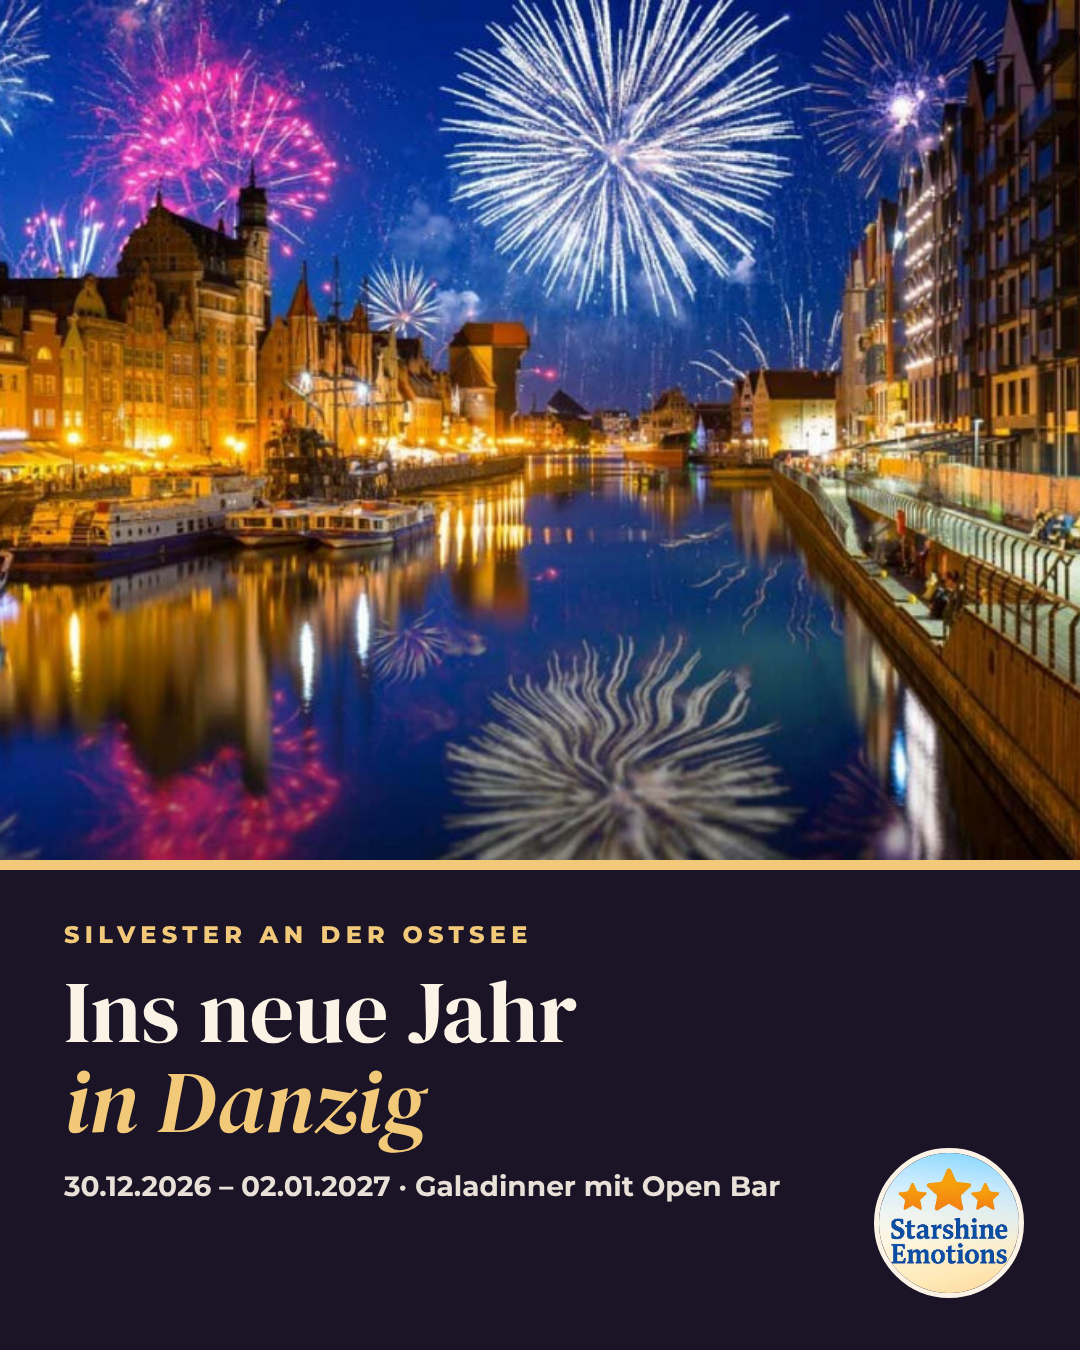 SILVESTER AN DER OSTSEE
Ins neue Jahr
in Danzig
30.12.2026 – 02.01.2027 · Galadinner mit Open Bar
Starshine
Emotions